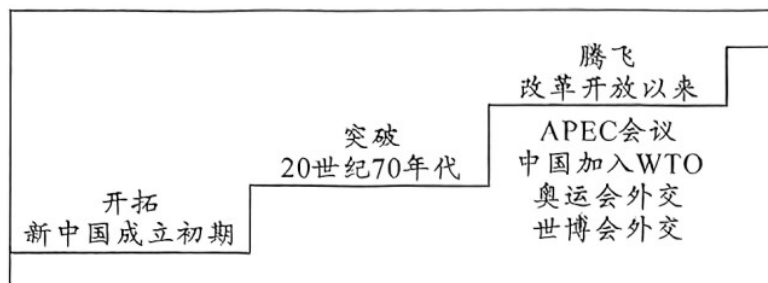 开拓
新中国成立初期
突破
20世纪70年代
腾飞
改革开放以来
APEC会议
中国加入WTO
奥运会外交
世博会外交